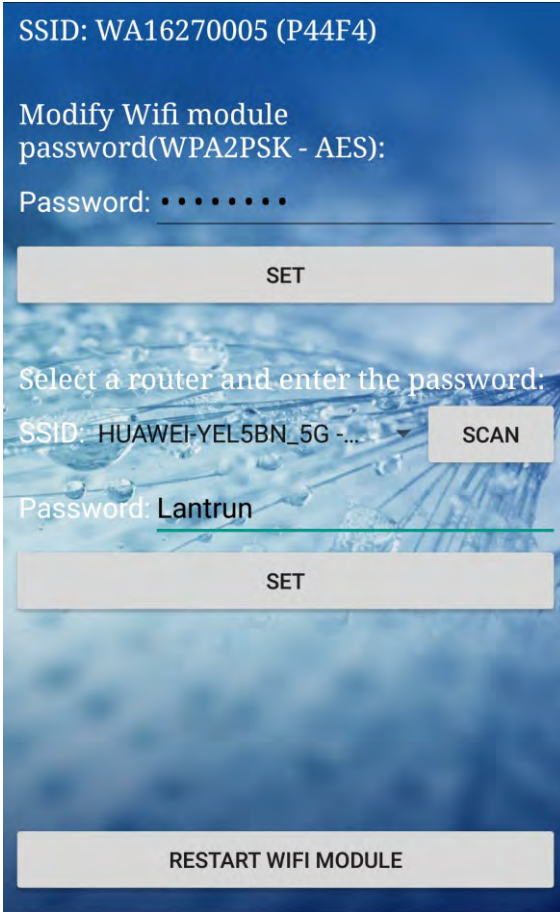 SSID: WA16270005 (P44F4)
Modify Wifi module
password(WPA2PSK - AES):
Password: ••••••••
SET
Select a router and enter the password:
SSID: HUAWEI-YEL5BN_5G -... SCAN
Password: Lantrun
SET
RESTART WIFI MODULE